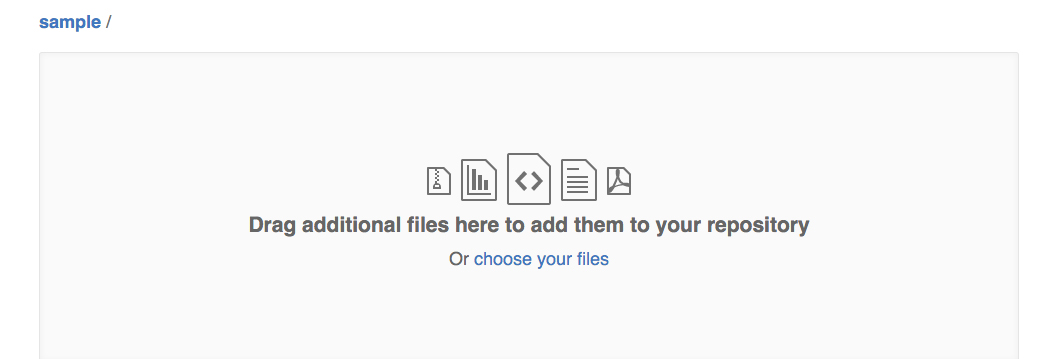 sample /
Drag additional files here to add them to your repository
Or choose your files